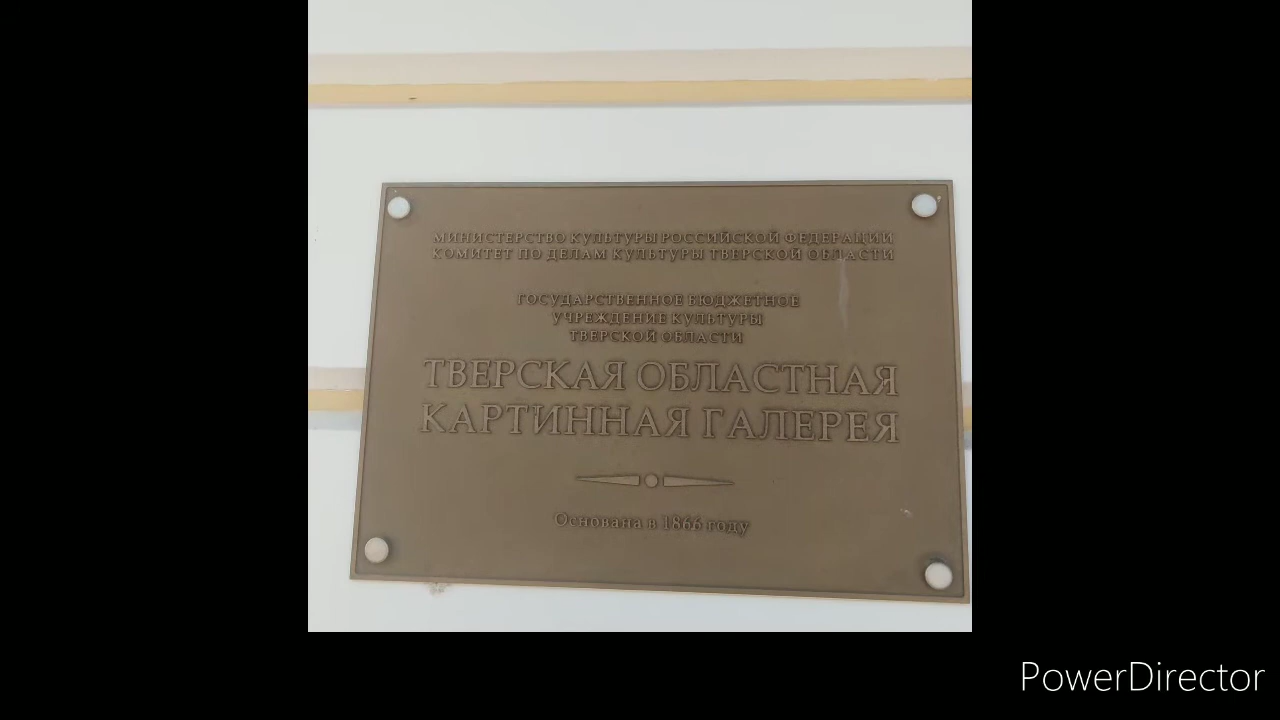 МИНИСТЕРСТВО КУЛЬТУРЫ РОССИЙСКОЙ ФЕДЕРАЦИИ
КОМИТЕТ ПО ДЕЛАМ КУЛЬТУРЫ ТВЕРСКОЙ ОБЛАСТИ
ГОСУДАРСТВЕННОЕ БЮДЖЕТНОЕ
УЧРЕЖДЕНИЕ КУЛЬТУРЫ
ТВЕРСКОЙ ОБЛАСТИ
ТВЕРСКАЯ ОБЛАСТНАЯ
КАРТИННАЯ ГАЛЕРЕЯ
Основана в 1866 году
PowerDirector